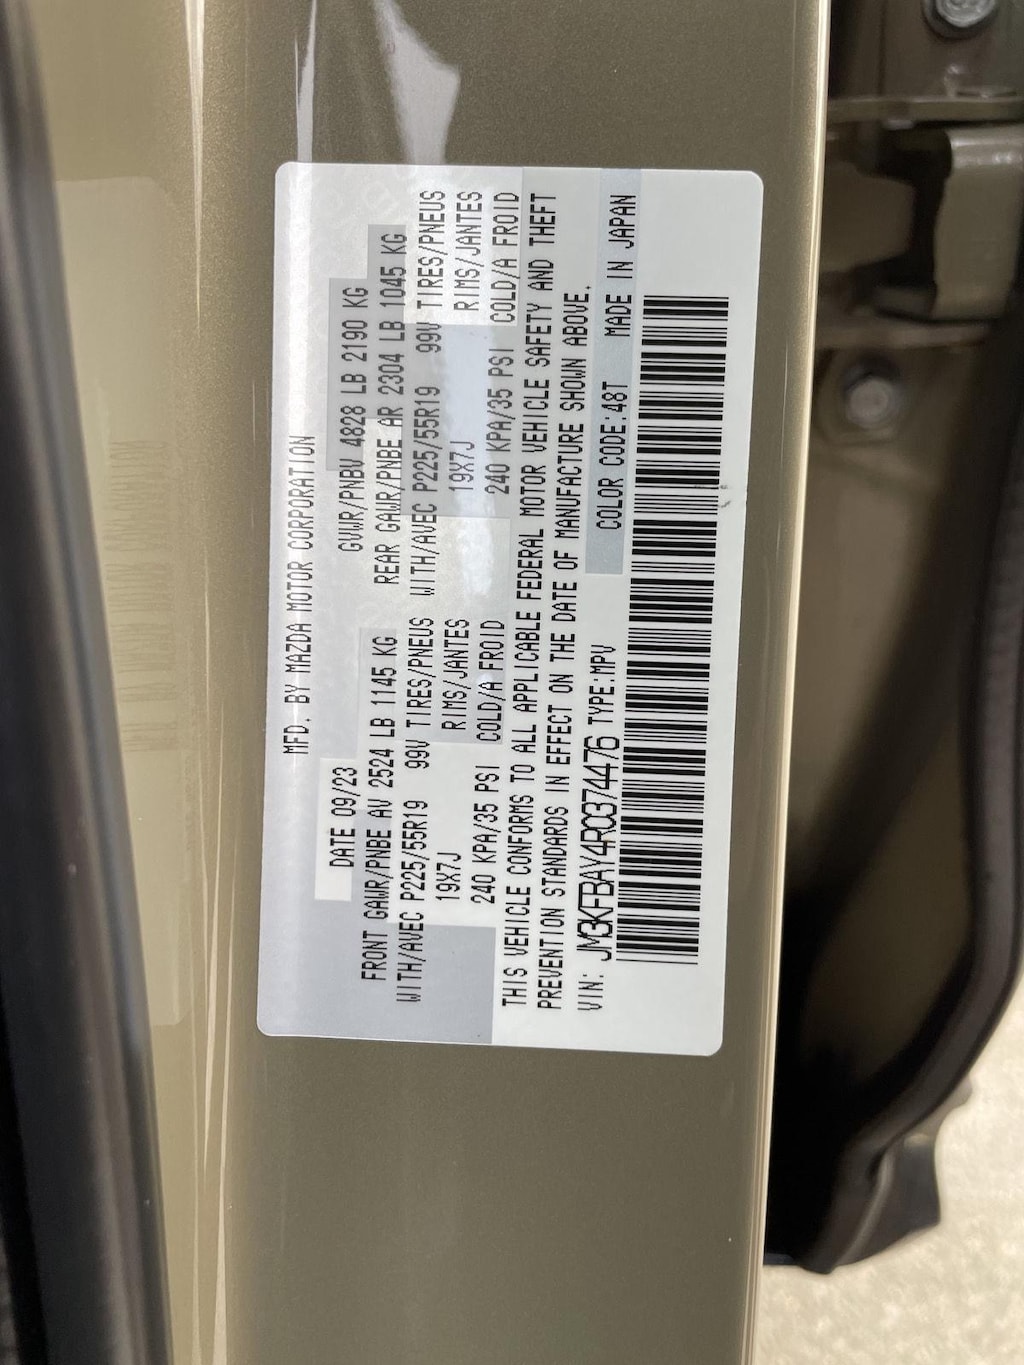 MFD. BY MAZDA MOTOR CORPORATION
DATE 09/23 GVWR/PNBV 4828 LB 2190 KG
FRONT GAWR/PNBE AV 2524 LB 1145 KG REAR GAWR/PNBE AR 2304 LB 1045 KG
WITH/AVEC P225/55R19 99V TIRES/PNEUS WITH/AVEC P225/55R19 99V TIRES/PNEUS
19X7J RIMS/JANTES 19X7J RIMS/JANTES
240 KPA/35 PSI COLD/A FROID 240 KPA/35 PSI COLD/A FROID
THIS VEHICLE CONFORMS TO ALL APPLICABLE FEDERAL MOTOR VEHICLE SAFETY AND THEFT
PREVENTION STANDARDS IN EFFECT ON THE DATE OF MANUFACTURE SHOWN ABOVE.
VIN: JM3KFBAY4R0374476 TYPE:MPV COLOR CODE:48T MADE IN JAPAN